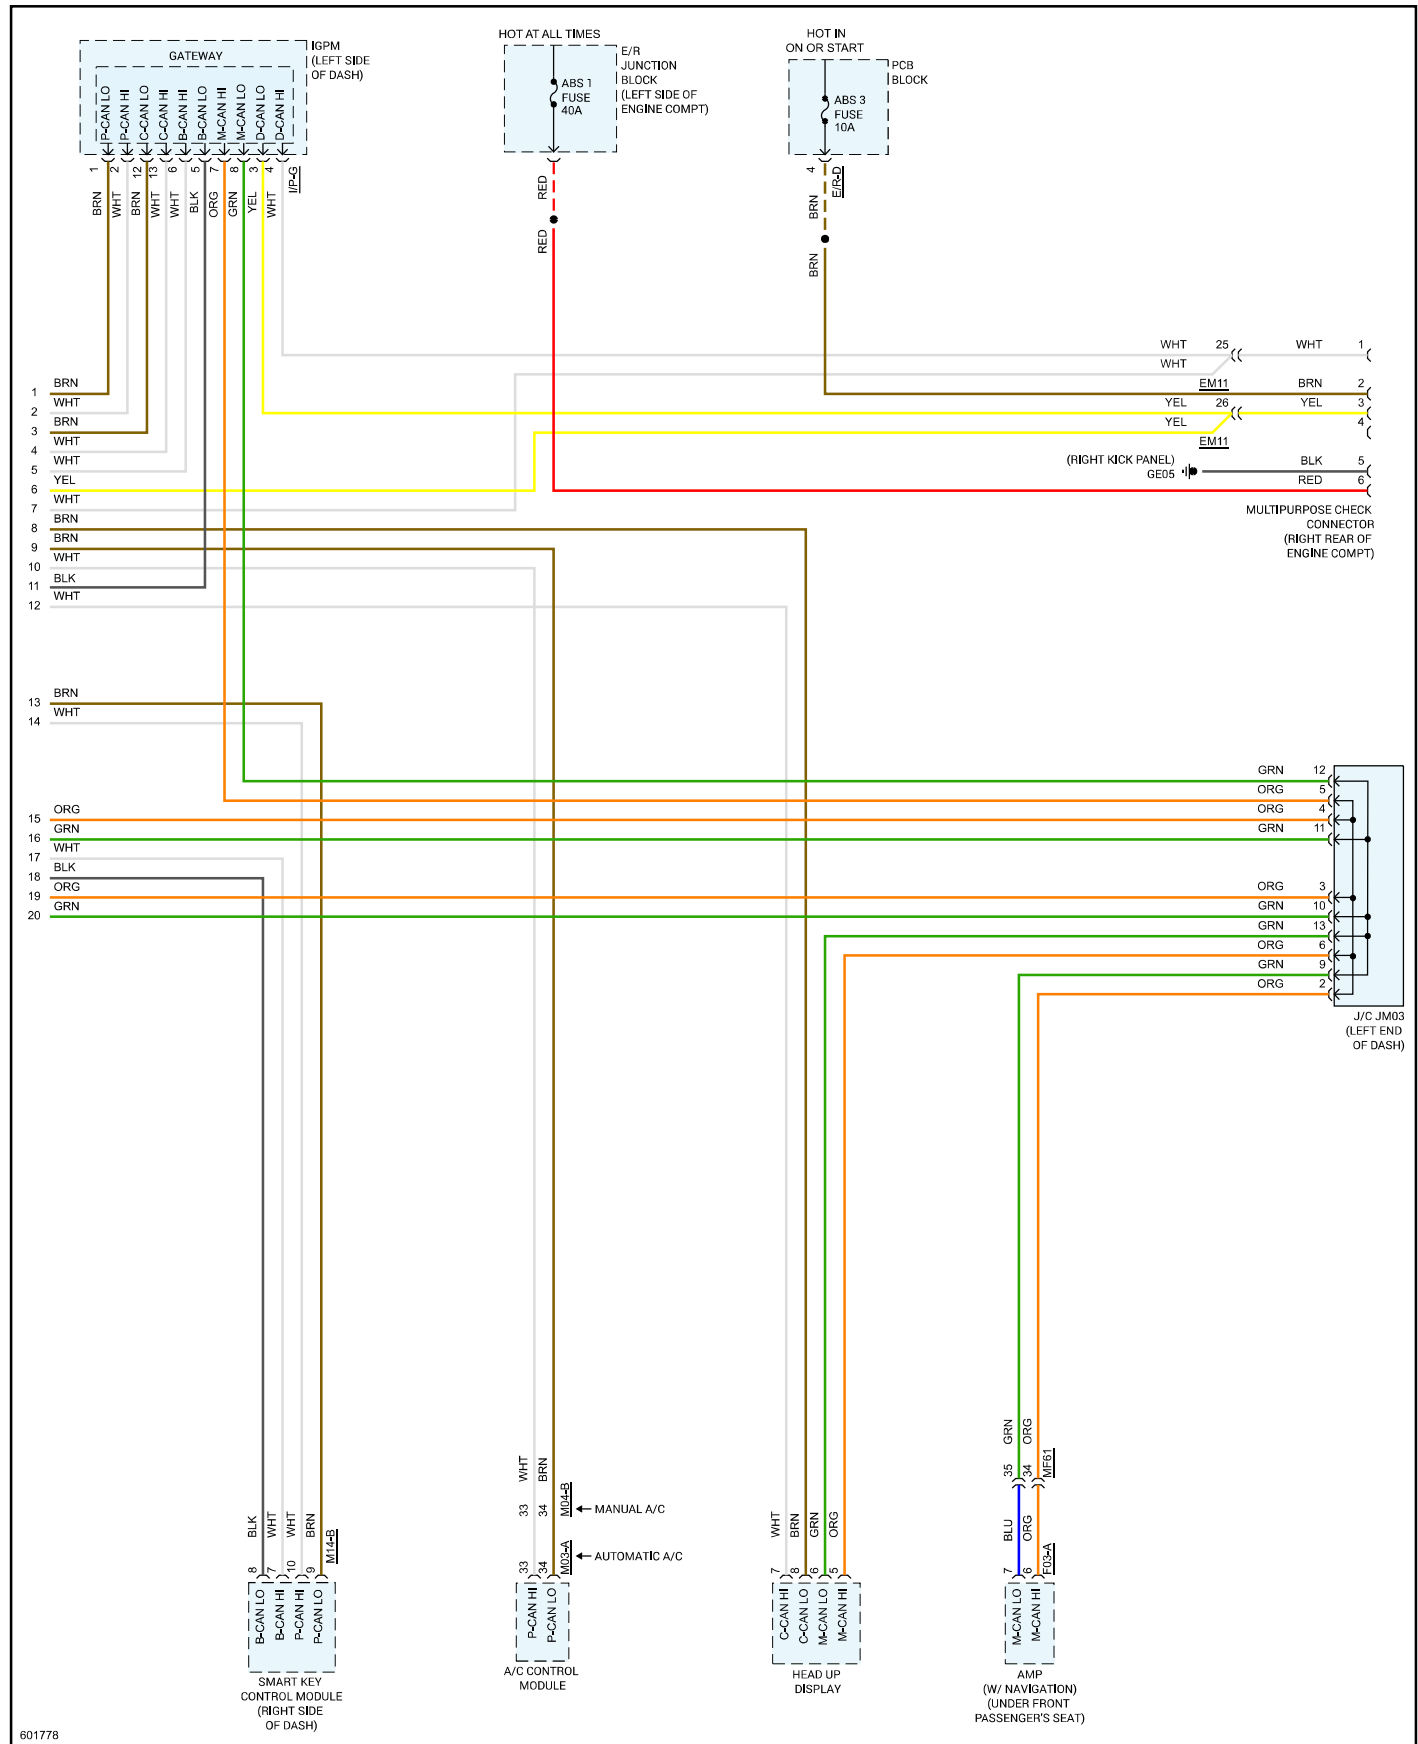 HOT AT ALL TIMES
HOT IN
ON OR START
GATEWAY
IGPM
(LEFT SIDE
OF DASH)
P-CAN LO
P-CAN HI
C-CAN LO
C-CAN HI
B-CAN HI
B-CAN LO
M-CAN HI
M-CAN LO
D-CAN LO
D-CAN HI
1
2
12
13
6
5
7
8
3
4
I/P-G
BRN
WHT
BRN
WHT
WHT
BLK
ORG
GRN
YEL
WHT
ABS 1
FUSE
40A
E/R
JUNCTION
BLOCK
(LEFT SIDE OF
ENGINE COMPT)
RED
RED
ABS 3
FUSE
10A
PCB
BLOCK
4
E/R-D
BRN
BRN
WHT 25 WHT 1
WHT
EM11 BRN 2
YEL 26 YEL 3
YEL 4
EM11
(RIGHT KICK PANEL)
GE05
BLK 5
RED 6
MULTIPURPOSE CHECK
CONNECTOR
(RIGHT REAR OF
ENGINE COMPT)
1 BRN
2 WHT
3 BRN
4 WHT
5 WHT
6 YEL
7 WHT
8 BRN
9 BRN
10 WHT
11 BLK
12 WHT
13 BRN
14 WHT
15 ORG
16 GRN
17 WHT
18 BLK
19 ORG
20 GRN
GRN 12
ORG 5
ORG 4
GRN 11
ORG 3
GRN 10
GRN 13
ORG 6
GRN 9
ORG 2
J/C JM03
(LEFT END
OF DASH)
BLK
WHT
WHT
BRN
8
7
10
9
M14-B
B-CAN LO
B-CAN HI
P-CAN HI
P-CAN LO
SMART KEY
CONTROL MODULE
(RIGHT SIDE
OF DASH)
WHT
BRN
33
34
M04-B
MANUAL A/C
33
34
M03-A
AUTOMATIC A/C
P-CAN HI
P-CAN LO
A/C CONTROL
MODULE
WHT
BRN
GRN
ORG
7
8
6
5
C-CAN HI
C-CAN LO
M-CAN LO
M-CAN HI
HEAD UP
DISPLAY
GRN
ORG
35
34
MF61
BLU
ORG
7
6
F03-A
M-CAN LO
M-CAN HI
AMP
(W/ NAVIGATION)
(UNDER FRONT
PASSENGER'S SEAT)
601778